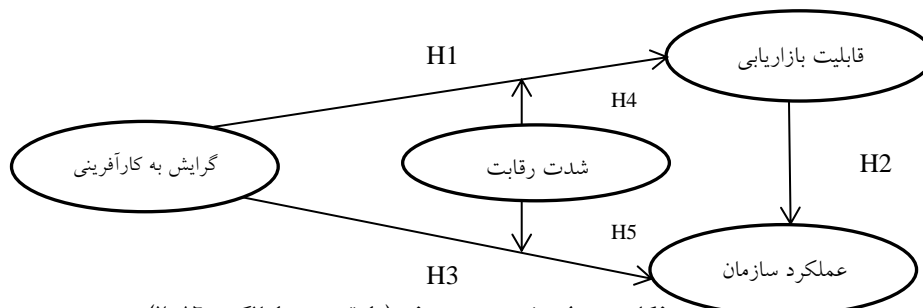 H1
قابلیت بازاریابی
H4
گرایش به کارآفرینی
شدت رقابت
H2
H5
عملکرد سازمان
H3